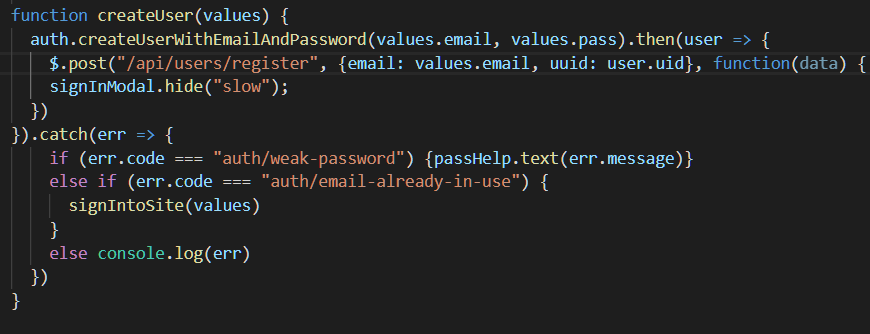 function createUser(values) {
  auth.createUserWithEmailAndPassword(values.email, values.pass).then(user => {
    $.post("/api/users/register", {email: values.email, uuid: user.uid}, function(data) {
    signInModal.hide("slow");
  })
}).catch(err => {
    if (err.code === "auth/weak-password") {passHelp.text(err.message)}
    else if (err.code === "auth/email-already-in-use") {
      signIntoSite(values)
    }
    else console.log(err)
  })
}